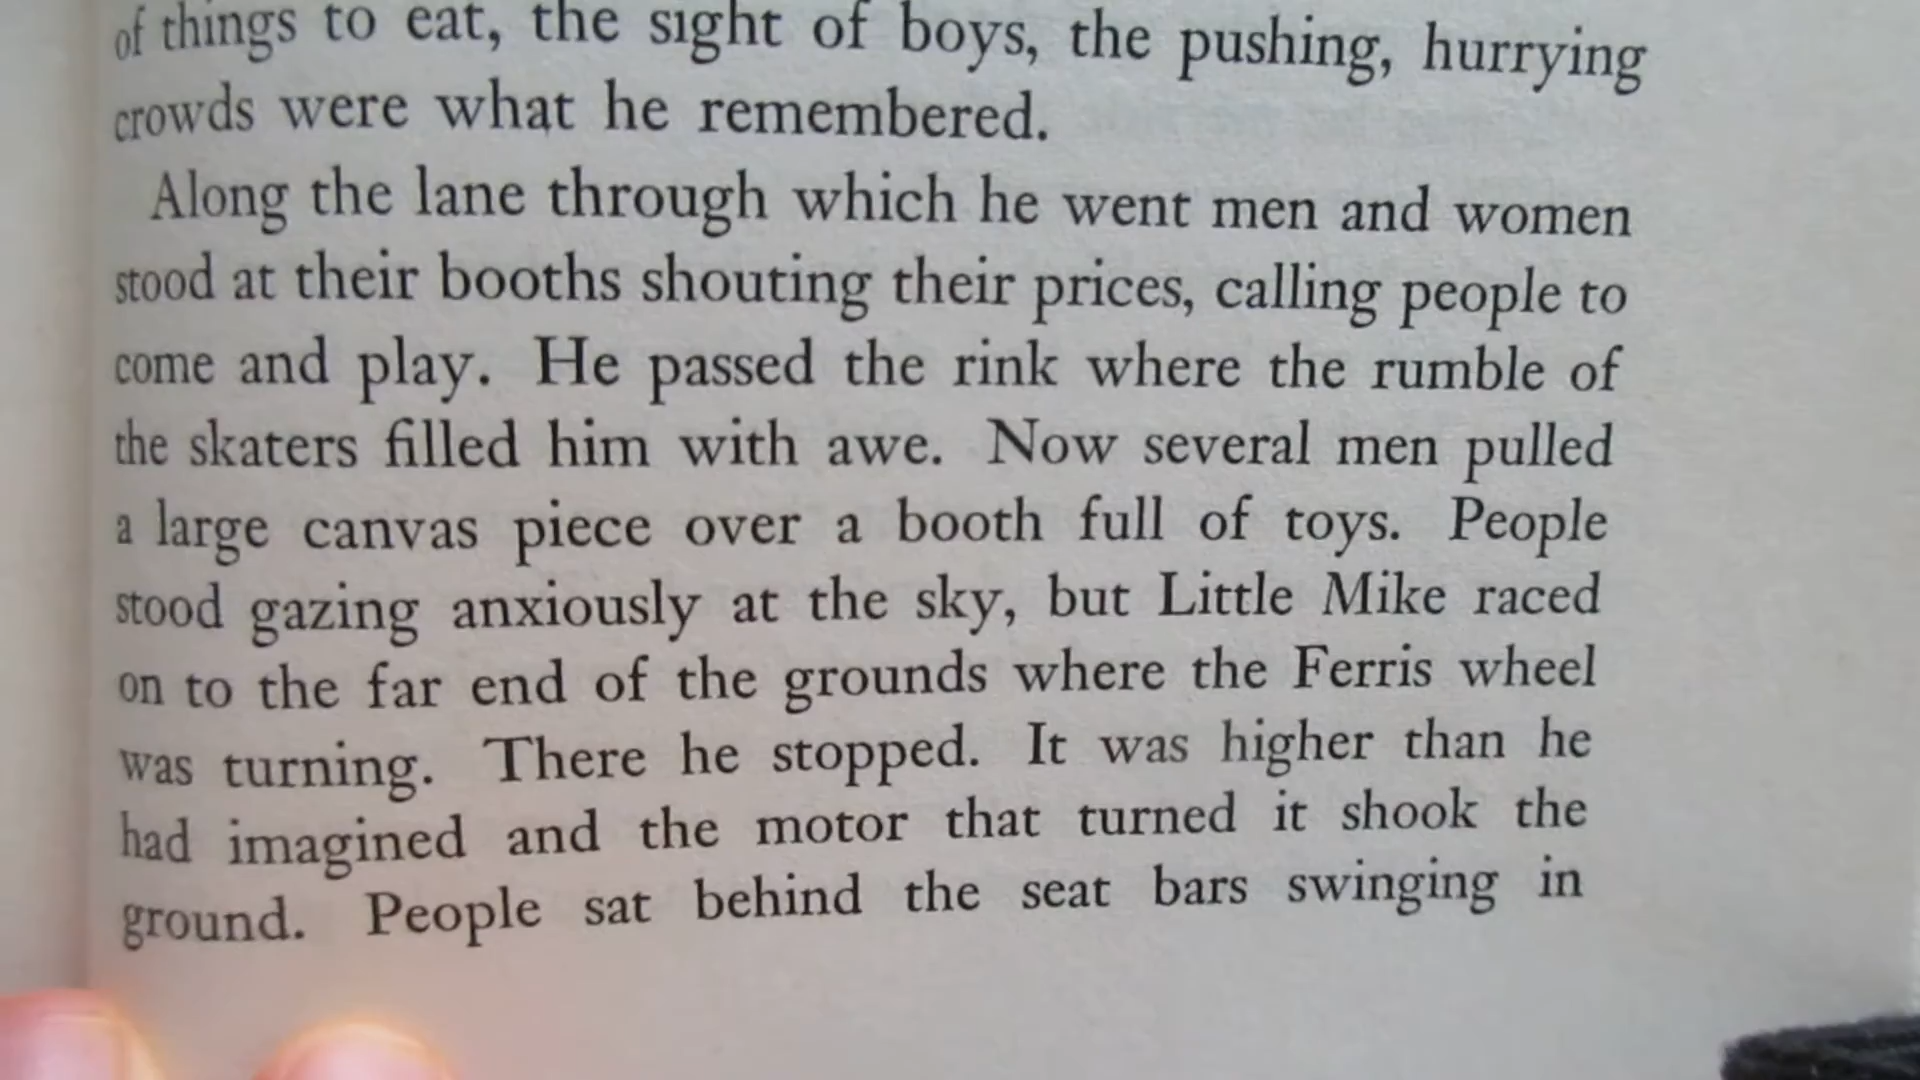 of things to eat, the sight of boys, the pushing, hurrying
crowds were what he remembered.
Along the lane through which he went men and women
stood at their booths shouting their prices, calling people to
come and play. He passed the rink where the rumble of
the skaters filled him with awe. Now several men pulled
a large canvas piece over a booth full of toys. People
stood gazing anxiously at the sky, but Little Mike raced
on to the far end of the grounds where the Ferris wheel
was turning. There he stopped. It was higher than he
had imagined and the motor that turned it shook the
ground. People sat behind the seat bars swinging in